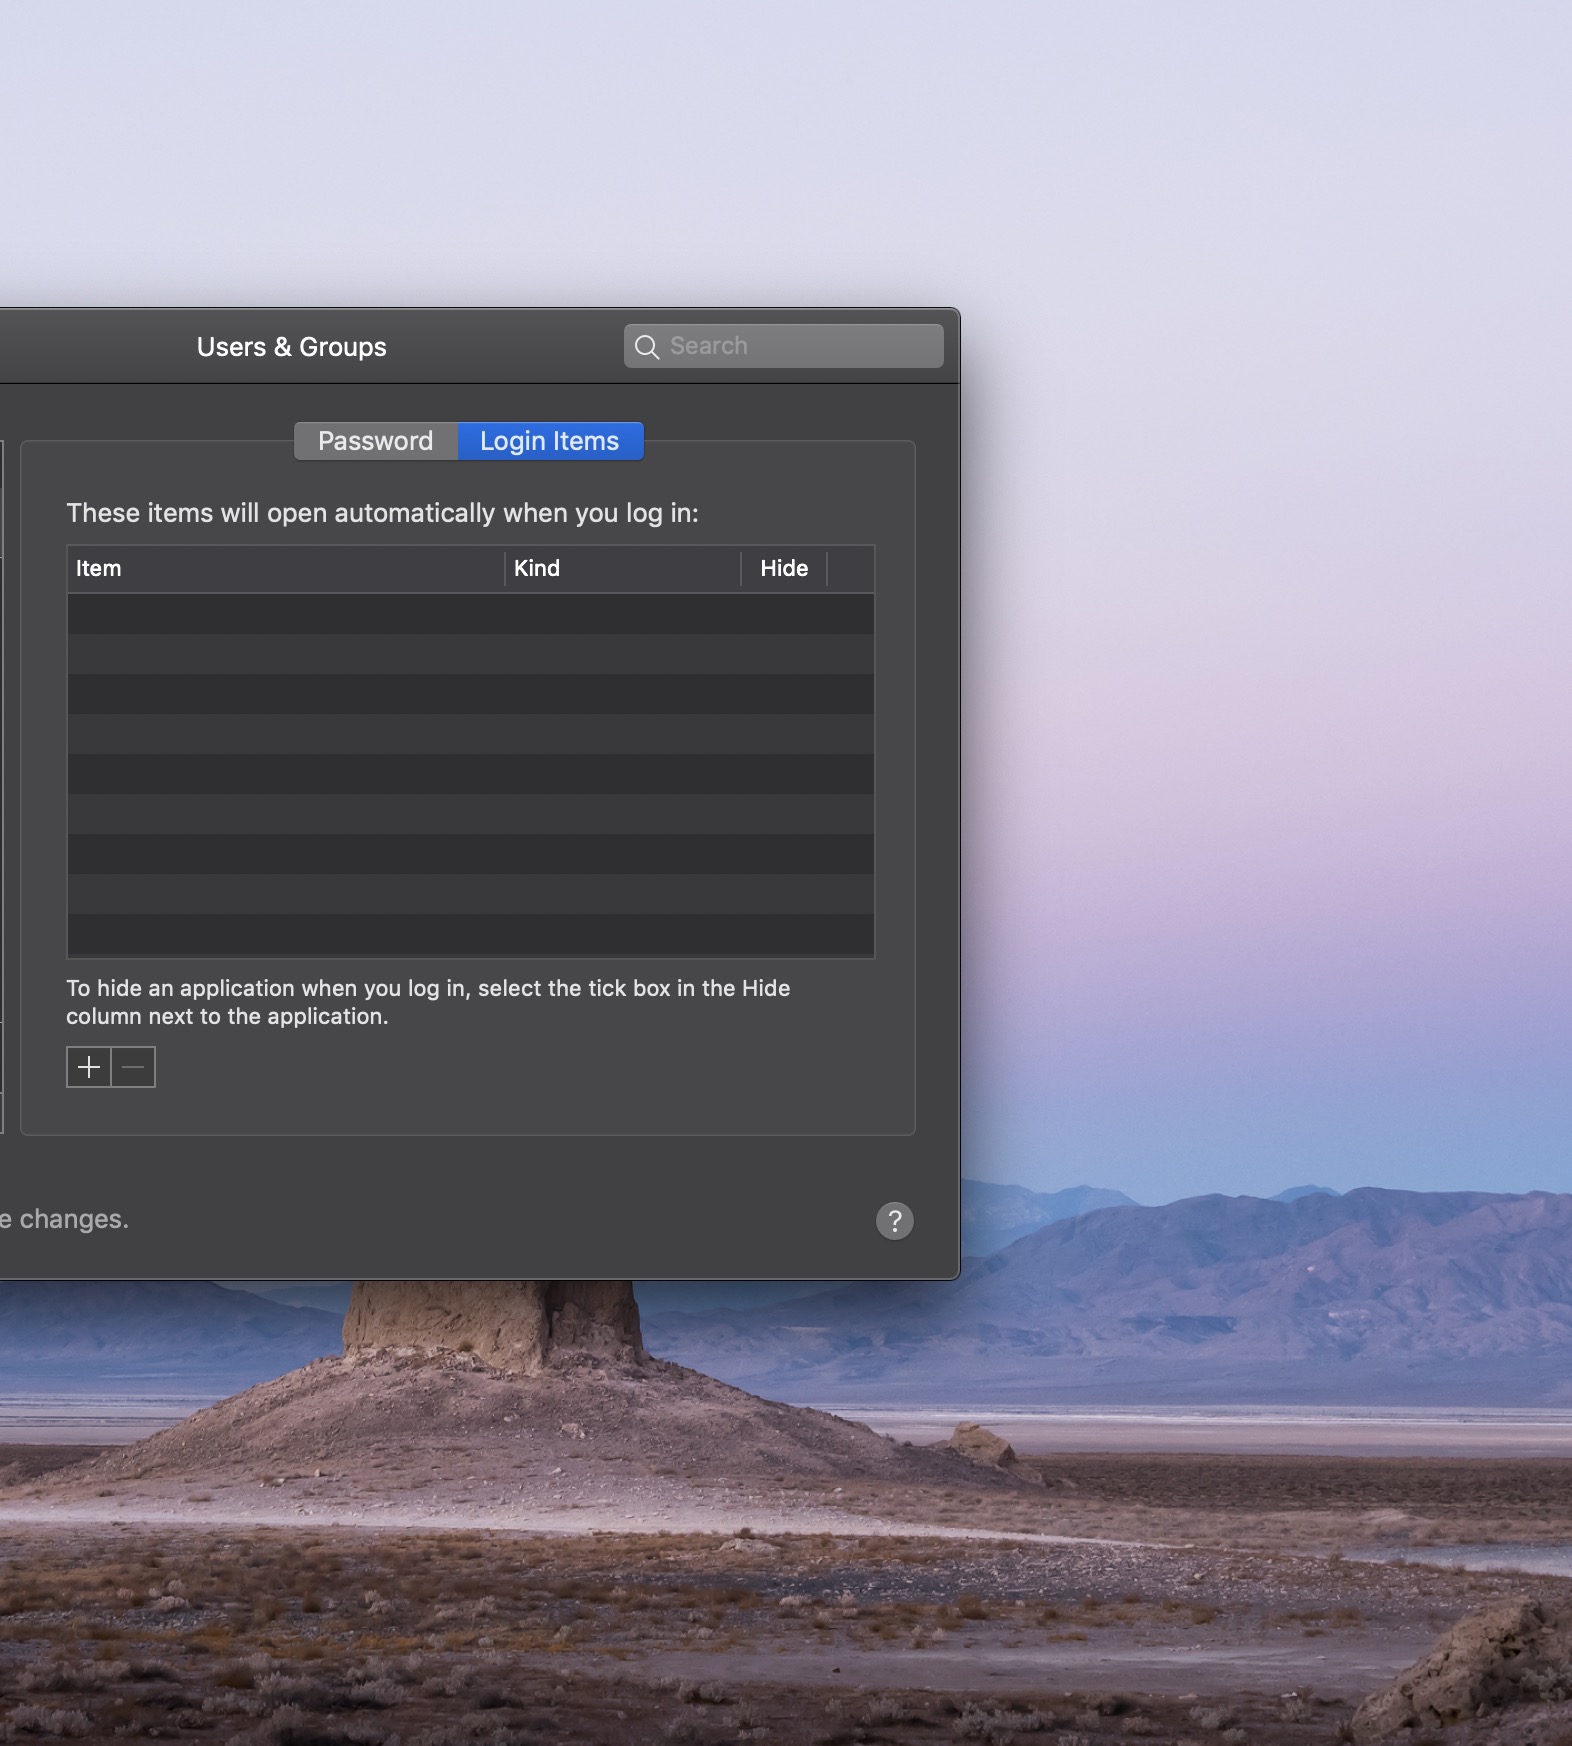 Users & Groups
Search
Password
Login Items
These items will open automatically when you log in:
Item
Kind
Hide
To hide an application when you log in, select the tick box in the Hide
column next to the application.
e changes.
?